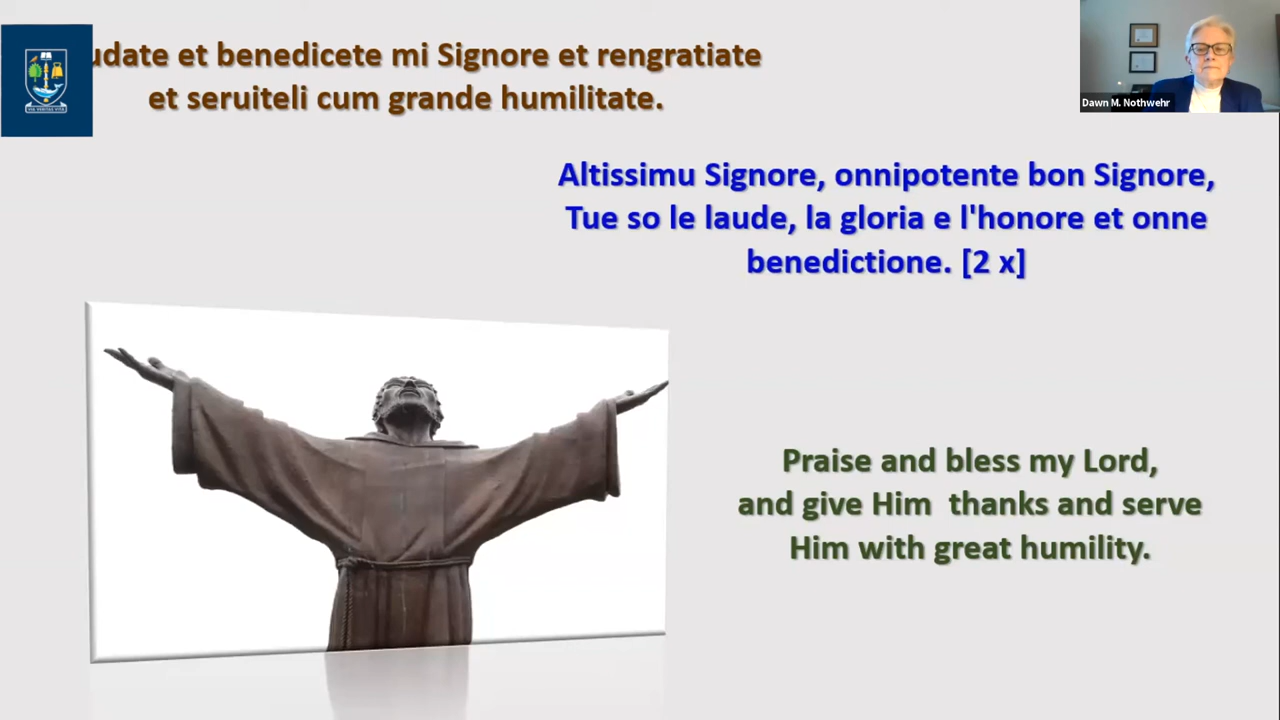 udate et benedicete mi Signore et rengratiate
et seruiteli cum grande humilitate.
Dawn M. Nothwehr
Altissimu Signore, onnipotente bon Signore,
Tue so le laude, la gloria e l'honore et onne
benedictione. [2 x]
Praise and bless my Lord,
and give Him  thanks and serve
Him with great humility.